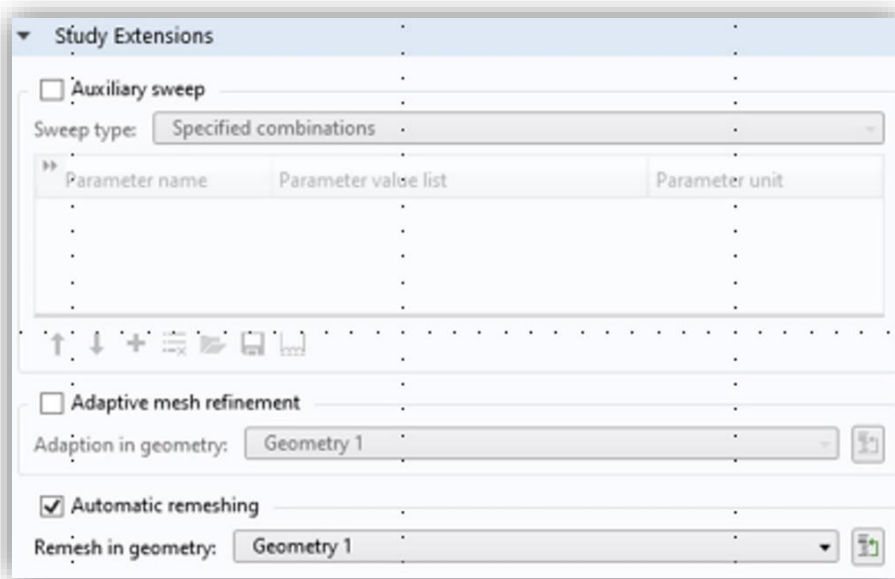 Study Extensions
Auxiliary sweep
Sweep type: Specified combinations
Parameter name Parameter value list Parameter unit
Adaptive mesh refinement
Adaption in geometry: Geometry 1
Automatic remeshing
Remesh in geometry: Geometry 1